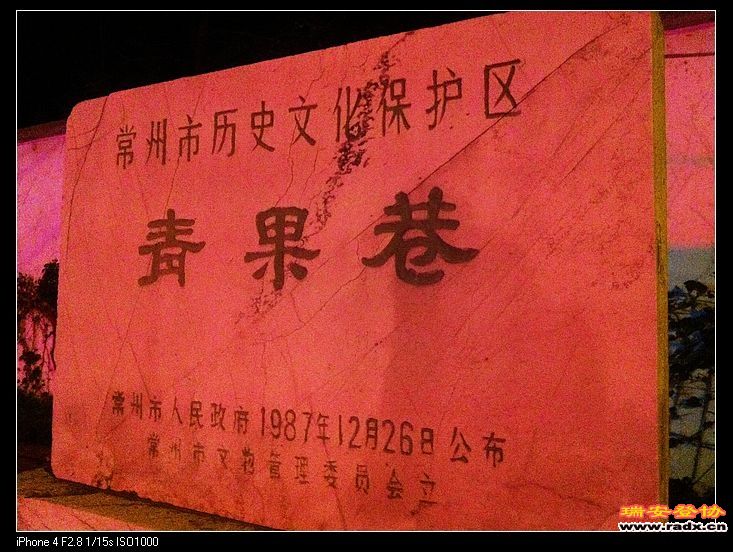 常州市历史文化保护区
青果巷
常州市人民政府1987年12月26日公布
常州市文物管理委员会立
瑞安登协
www.radx.cn
iPhone 4 F2.8 1/15s ISO1000